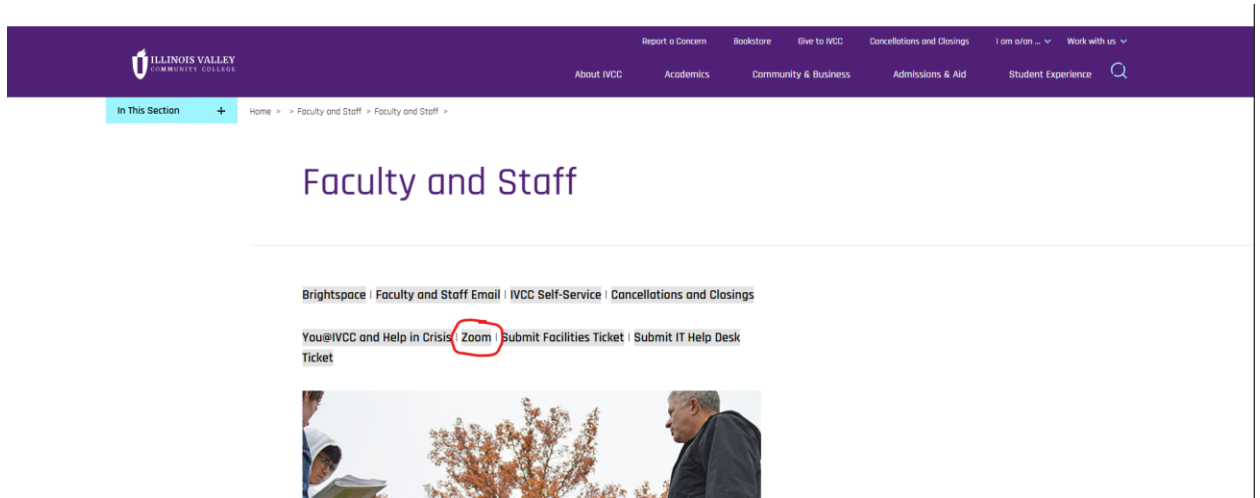 Report a Concern Bookstore Give to IVCC Cancellations and Closings I am a/an ... Work with us
ILLINOIS VALLEY
COMMUNITY COLLEGE
About IVCC Academics Community & Business Admissions & Aid Student Experience
In This Section + Home > > Faculty and Staff > Faculty and Staff >
Faculty and Staff
Brightspace | Faculty and Staff Email | IVCC Self-Service | Cancellations and Closings
You@IVCC and Help in Crisis | Zoom | Submit Facilities Ticket | Submit IT Help Desk
Ticket